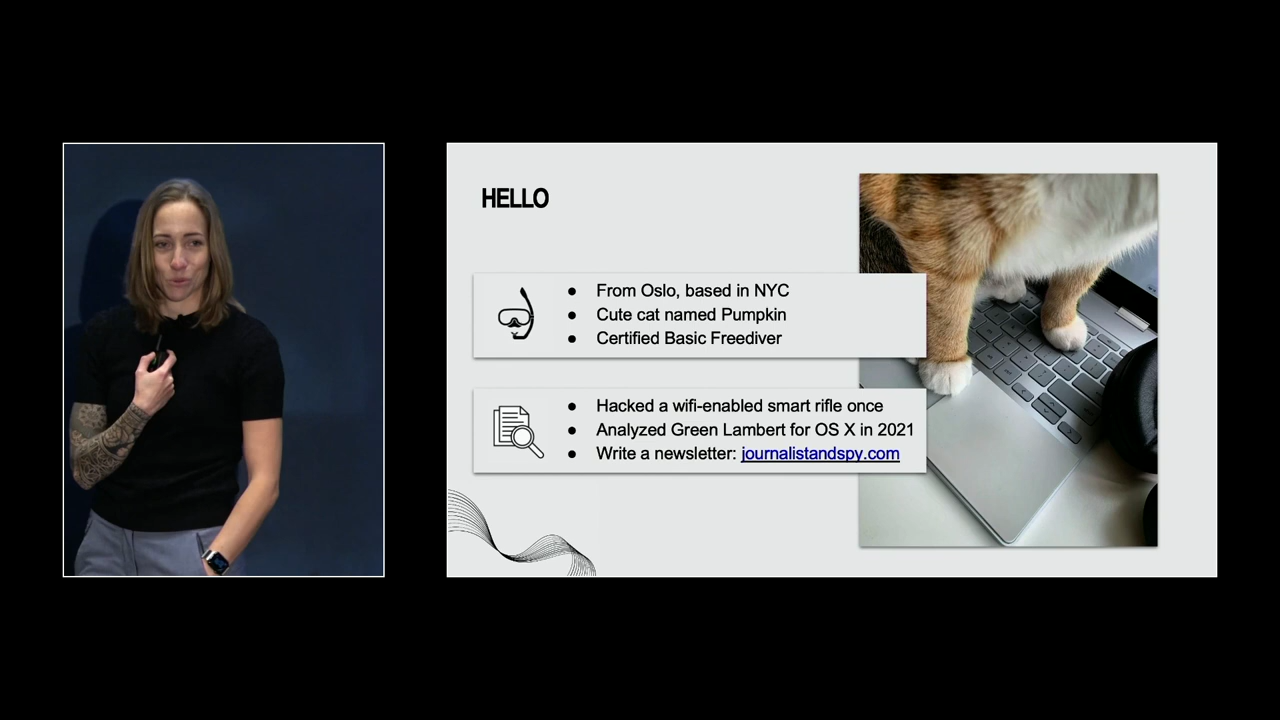 HELLO
● From Oslo, based in NYC
● Cute cat named Pumpkin
● Certified Basic Freediver
● Hacked a wifi-enabled smart rifle once
● Analyzed Green Lambert for OS X in 2021
● Write a newsletter: journalistandspy.com